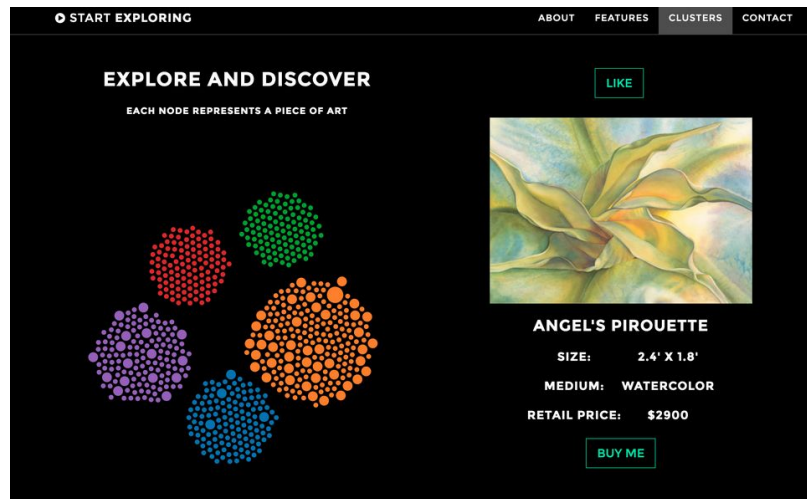 START EXPLORING
ABOUT FEATURES CLUSTERS CONTACT
EXPLORE AND DISCOVER
EACH NODE REPRESENTS A PIECE OF ART
LIKE
ANGEL'S PIROUETTE
SIZE: 2.4' X 1.8'
MEDIUM: WATERCOLOR
RETAIL PRICE: $2900
BUY ME